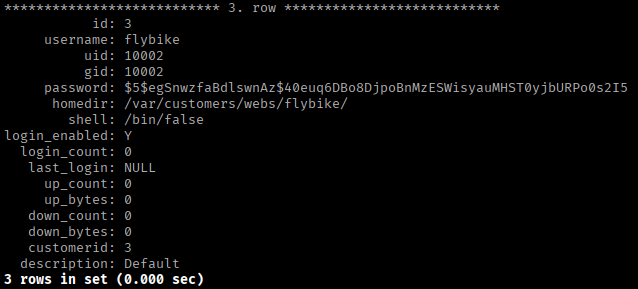 *************************** 3. row ***************************
id: 3
username: flybike
uid: 10002
gid: 10002
password: $5$egSnwzfaBdlswnAz$40euq6DBo8DjpoBnMzESWisyauMHST0yjbURPo0s2I5
homedir: /var/customers/webs/flybike/
shell: /bin/false
login_enabled: Y
login_count: 0
last_login: NULL
up_count: 0
up_bytes: 0
down_count: 0
down_bytes: 0
customerid: 3
description: Default
3 rows in set (0.000 sec)